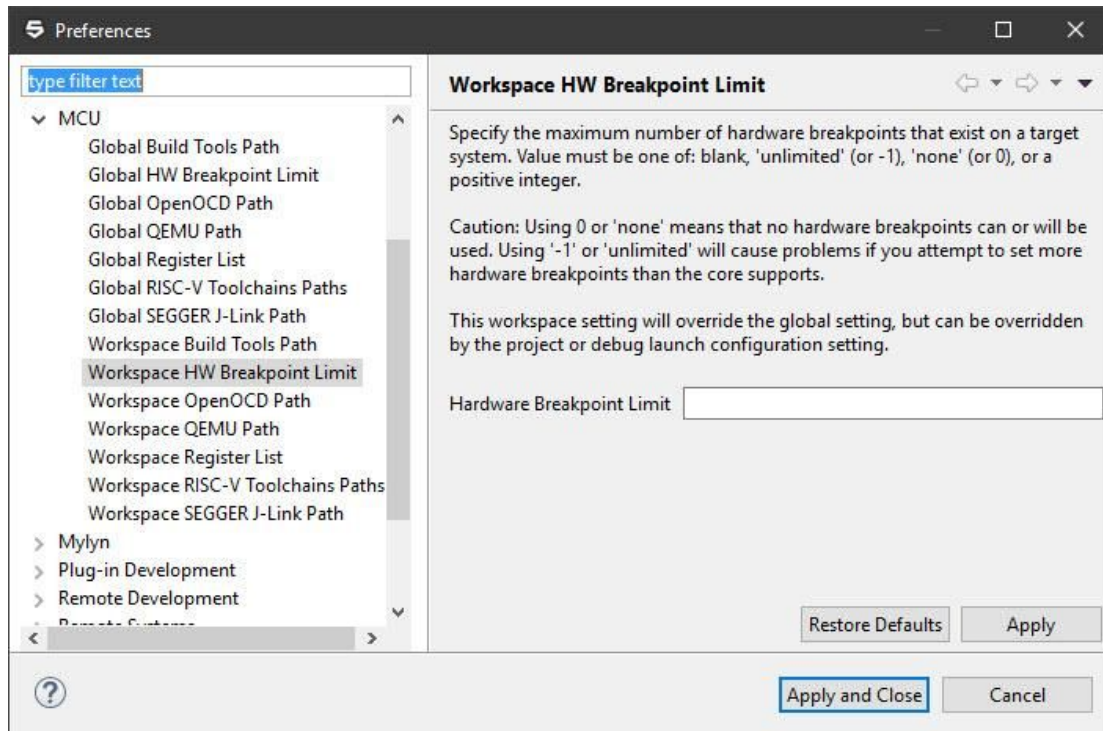 Preferences
type filter text
MCU
Global Build Tools Path
Global HW Breakpoint Limit
Global OpenOCD Path
Global QEMU Path
Global Register List
Global RISC-V Toolchains Paths
Global SEGGER J-Link Path
Workspace Build Tools Path
Workspace HW Breakpoint Limit
Workspace OpenOCD Path
Workspace QEMU Path
Workspace Register List
Workspace RISC-V Toolchains Paths
Workspace SEGGER J-Link Path
Mylyn
Plug-in Development
Remote Development
Workspace HW Breakpoint Limit
Specify the maximum number of hardware breakpoints that exist on a target
system. Value must be one of: blank, 'unlimited' (or -1), 'none' (or 0), or a
positive integer.
Caution: Using 0 or 'none' means that no hardware breakpoints can or will be
used. Using '-1' or 'unlimited' will cause problems if you attempt to set more
hardware breakpoints than the core supports.
This workspace setting will override the global setting, but can be overridden
by the project or debug launch configuration setting.
Hardware Breakpoint Limit
Restore Defaults
Apply
Apply and Close
Cancel